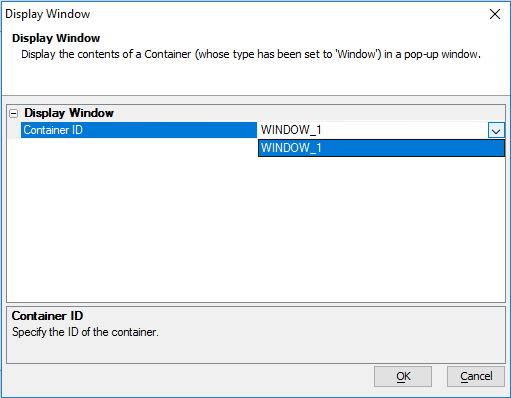 Display Window
Display Window
Display the contents of a Container (whose type has been set to 'Window') in a pop-up window.
Display Window
Container ID WINDOW_1
WINDOW_1
Container ID
Specify the ID of the container.
OK Cancel